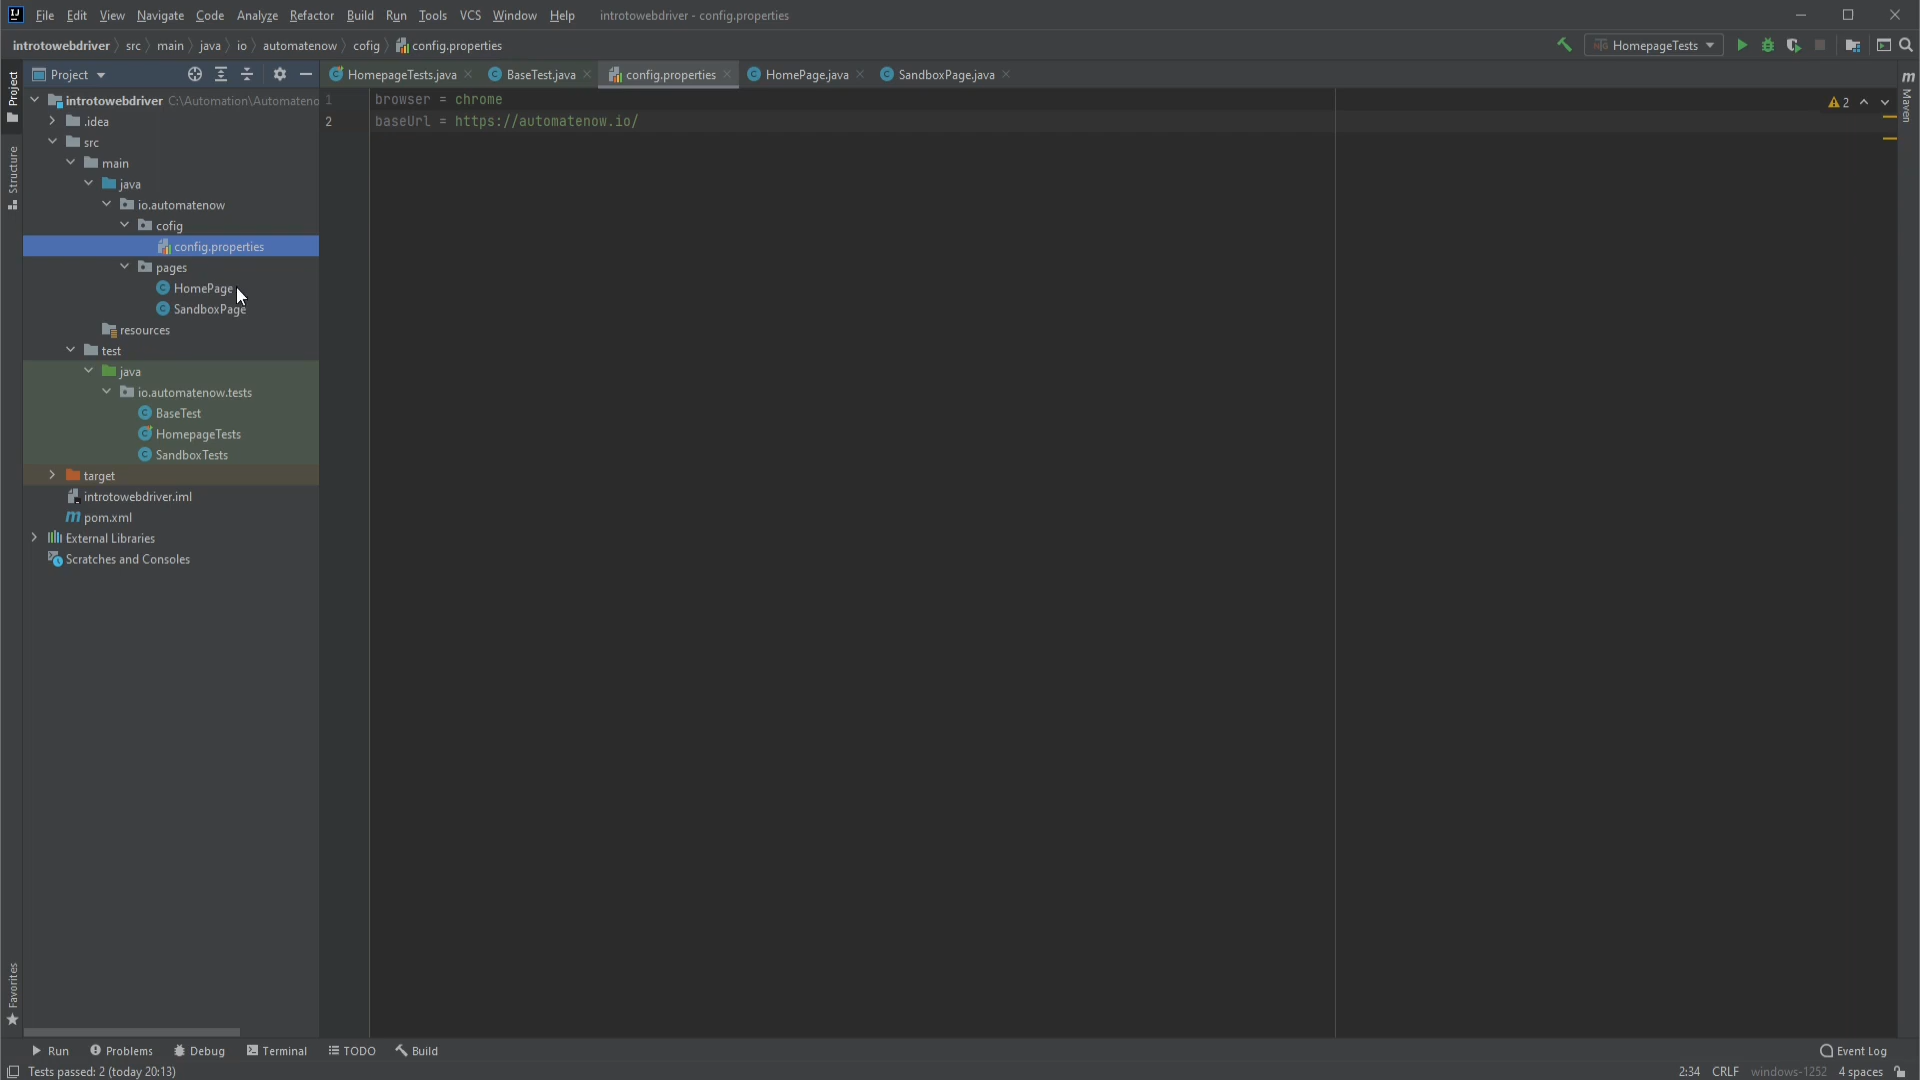 File Edit View Navigate Code Analyze Refactor Build Run Tools VCS Window Help introtowebdriver - config.properties
introtowebdriver src main java io automatenow cofig config.properties HomepageTests
Project HomepageTests.java BaseTest.java config.properties HomePage.java SandboxPage.java
introtowebdriver C:\Automation\Automateno
.idea
src
main
java
io.automatenow
cofig
config.properties
pages
HomePage
SandboxPage
resources
test
java
io.automatenow.tests
BaseTest
HomepageTests
SandboxTests
target
introtowebdriver.iml
pom.xml
External Libraries
Scratches and Consoles
1 browser = chrome
2 baseUrl = https://automatenow.io/
2
Project
Structure
Favorites
m Maven
Run Problems Debug Terminal TODO Build Event Log
Tests passed: 2 (today 20:13) 2:34 CRLF windows-1252 4 spaces